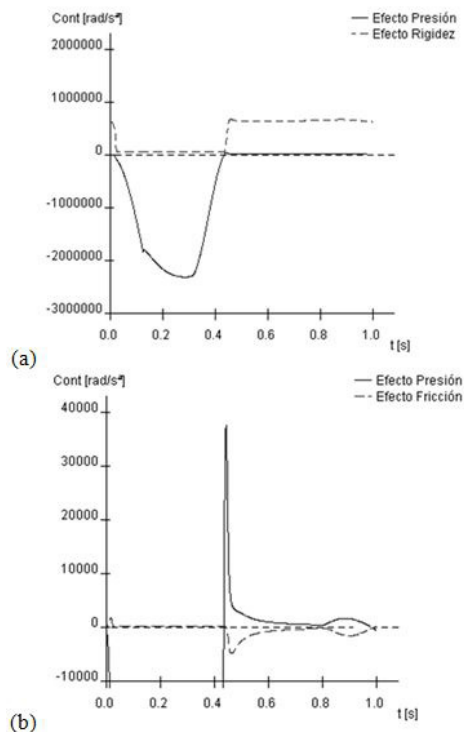 Cont [rad/s²]
Efecto Presión
Efecto Rigidez
2000000
1000000
0
-1000000
-2000000
-3000000
0.0 0.2 0.4 0.6 0.8 1.0
t [s]
(a)
Cont [rad/s²]
Efecto Presión
Efecto Fricción
40000
30000
20000
10000
0
-10000
0.0 0.2 0.4 0.6 0.8 1.0
t [s]
(b)